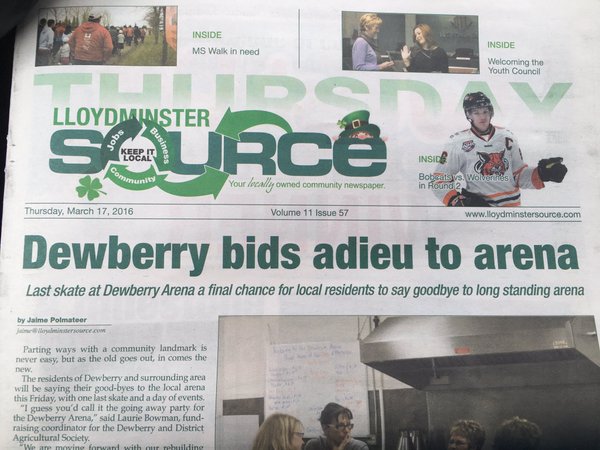 INSIDE
MS Walk in need
INSIDE
Welcoming the
Youth Council
THURSDAY
LLOYDMINSTER
SOURCE
Jobs
Business
Community
KEEP IT
LOCAL
Your locally owned community newspaper.
INSIDE
Bobcats vs. Wolverines
in Round 2
Thursday, March 17, 2016
Volume 11 Issue 57
www.lloydminstersource.com
Dewberry bids adieu to arena
Last skate at Dewberry Arena a final chance for local residents to say goodbye to long standing arena
by Jaime Polmateer
jaime@lloydminstersource.com
Parting ways with a community landmark is
never easy, but as the old goes out, in comes the
new.
The residents of Dewberry and surrounding area
will be saying their good-byes to the local arena
this Friday, with one last skate and a day of events.
"I guess you'd call it the going away party for
the Dewberry Arena," said Laurie Bowman, fund-
raising coordinator for the Dewberry and District
Agricultural Society.
"We are moving forward with our rebuilding